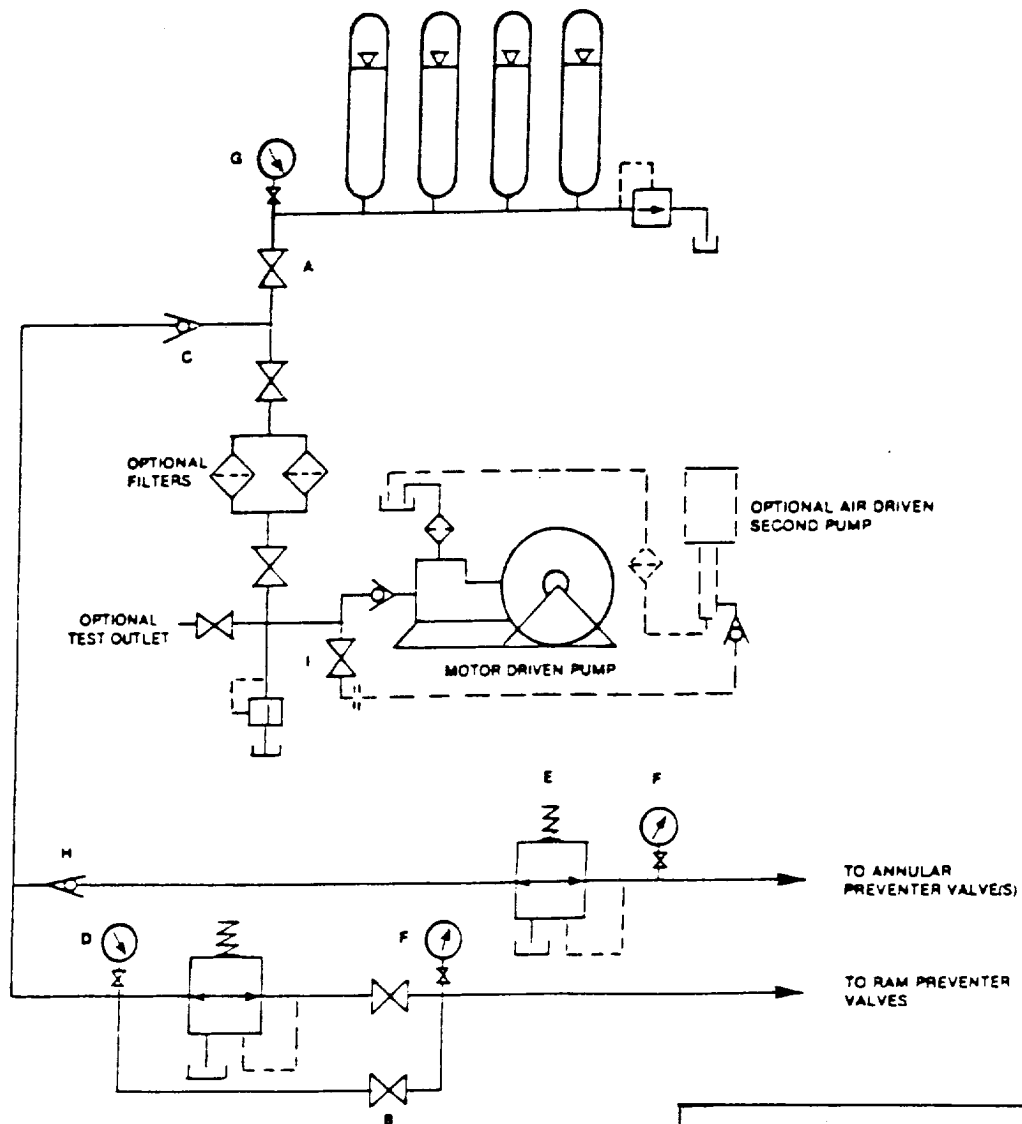 G
A
C
OPTIONAL
FILTERS
OPTIONAL AIR DRIVEN
SECOND PUMP
OPTIONAL
TEST OUTLET
I
MOTOR DRIVEN PUMP
E
F
H
TO ANNULAR
PREVENTER VALVE(S)
D
F
TO RAM PREVENTER
VALVES
B